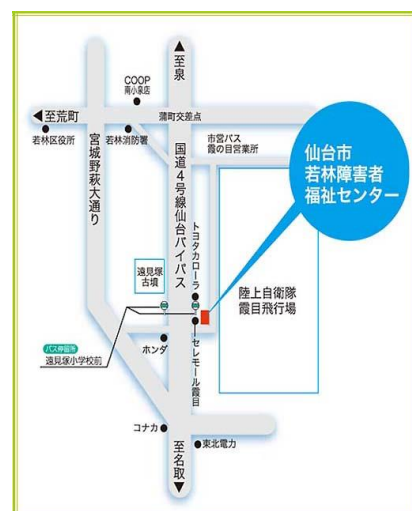 ▲至泉
COOP
南小泉店
◀至荒町
蒲町交差点
若林区役所
若林消防署
市営バス
霞の目営業所
宮城野萩大通り
国道4号線仙台バイパス
仙台市
若林障害者
福祉センター
トヨタカローラ
遠見塚
古墳
陸上自衛隊
霞目飛行場
バス停留所
遠見塚小学校前
ホンダ
セレモール霞目
コナカ
東北電力
至名取▼